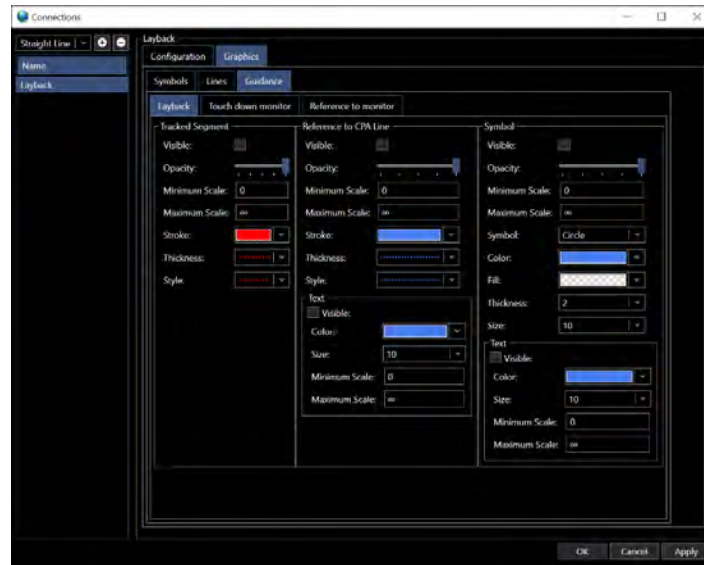 Connections
Straight Line
Name
Layback
Layback
Configuration Graphics
Symbols Lines Guidance
Layback Touch down monitor Reference to monitor
Tracked Segment
Visible:
Opacity:
Minimum Scale: 0
Maximum Scale: ∞
Stroke:
Thickness:
Style:
Reference to CPA Line
Visible:
Opacity:
Minimum Scale: 0
Maximum Scale: ∞
Stroke:
Thickness:
Style:
Text
Visible:
Color:
Size: 10
Minimum Scale: 0
Maximum Scale: ∞
Symbol
Visible:
Opacity:
Minimum Scale: 0
Maximum Scale: ∞
Symbol: Circle
Color:
Fill:
Thickness: 2
Size: 10
Text
Visible:
Color:
Size: 10
Minimum Scale: 0
Maximum Scale: ∞
OK Cancel Apply